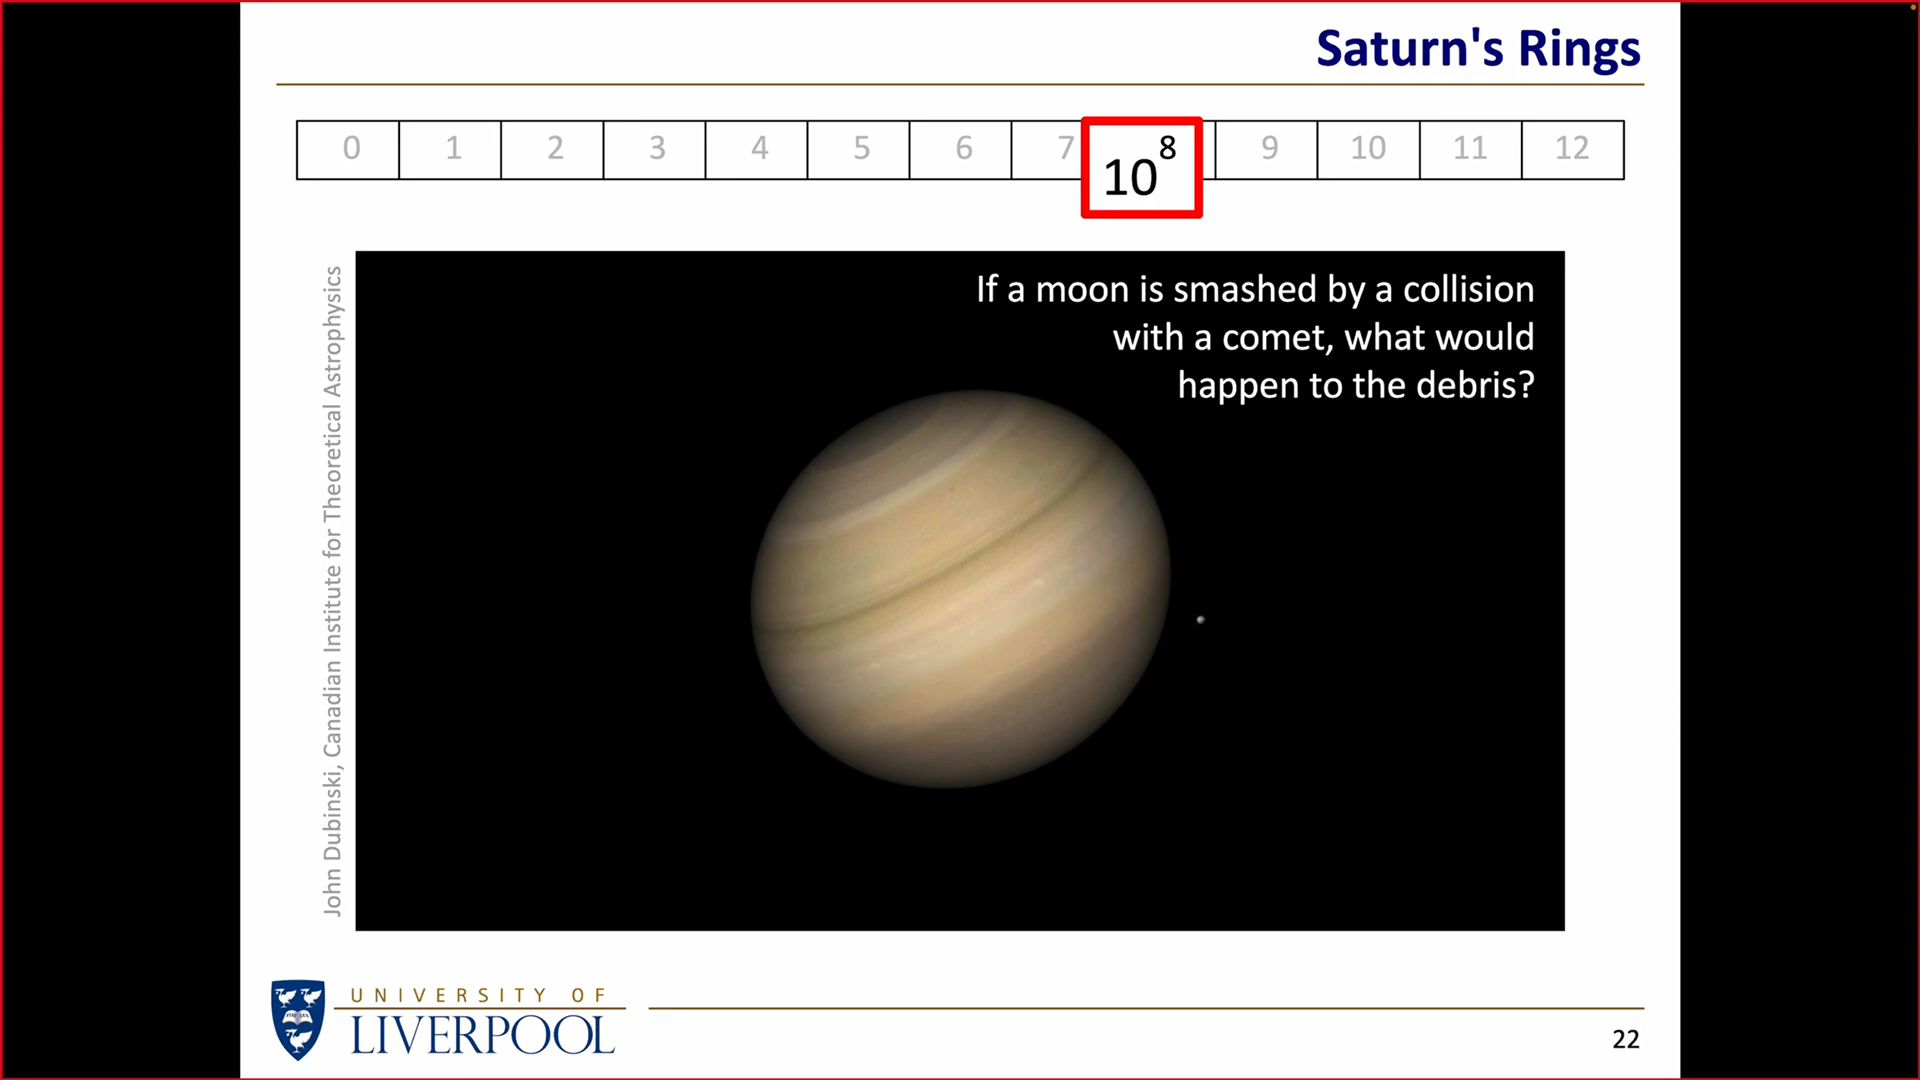 Saturn's Rings
0 1 2 3 4 5 6 7 10^8 9 10 11 12
If a moon is smashed by a collision
with a comet, what would
happen to the debris?
John Dubinski, Canadian Institute for Theoretical Astrophysics
UNIVERSITY OF
LIVERPOOL
22